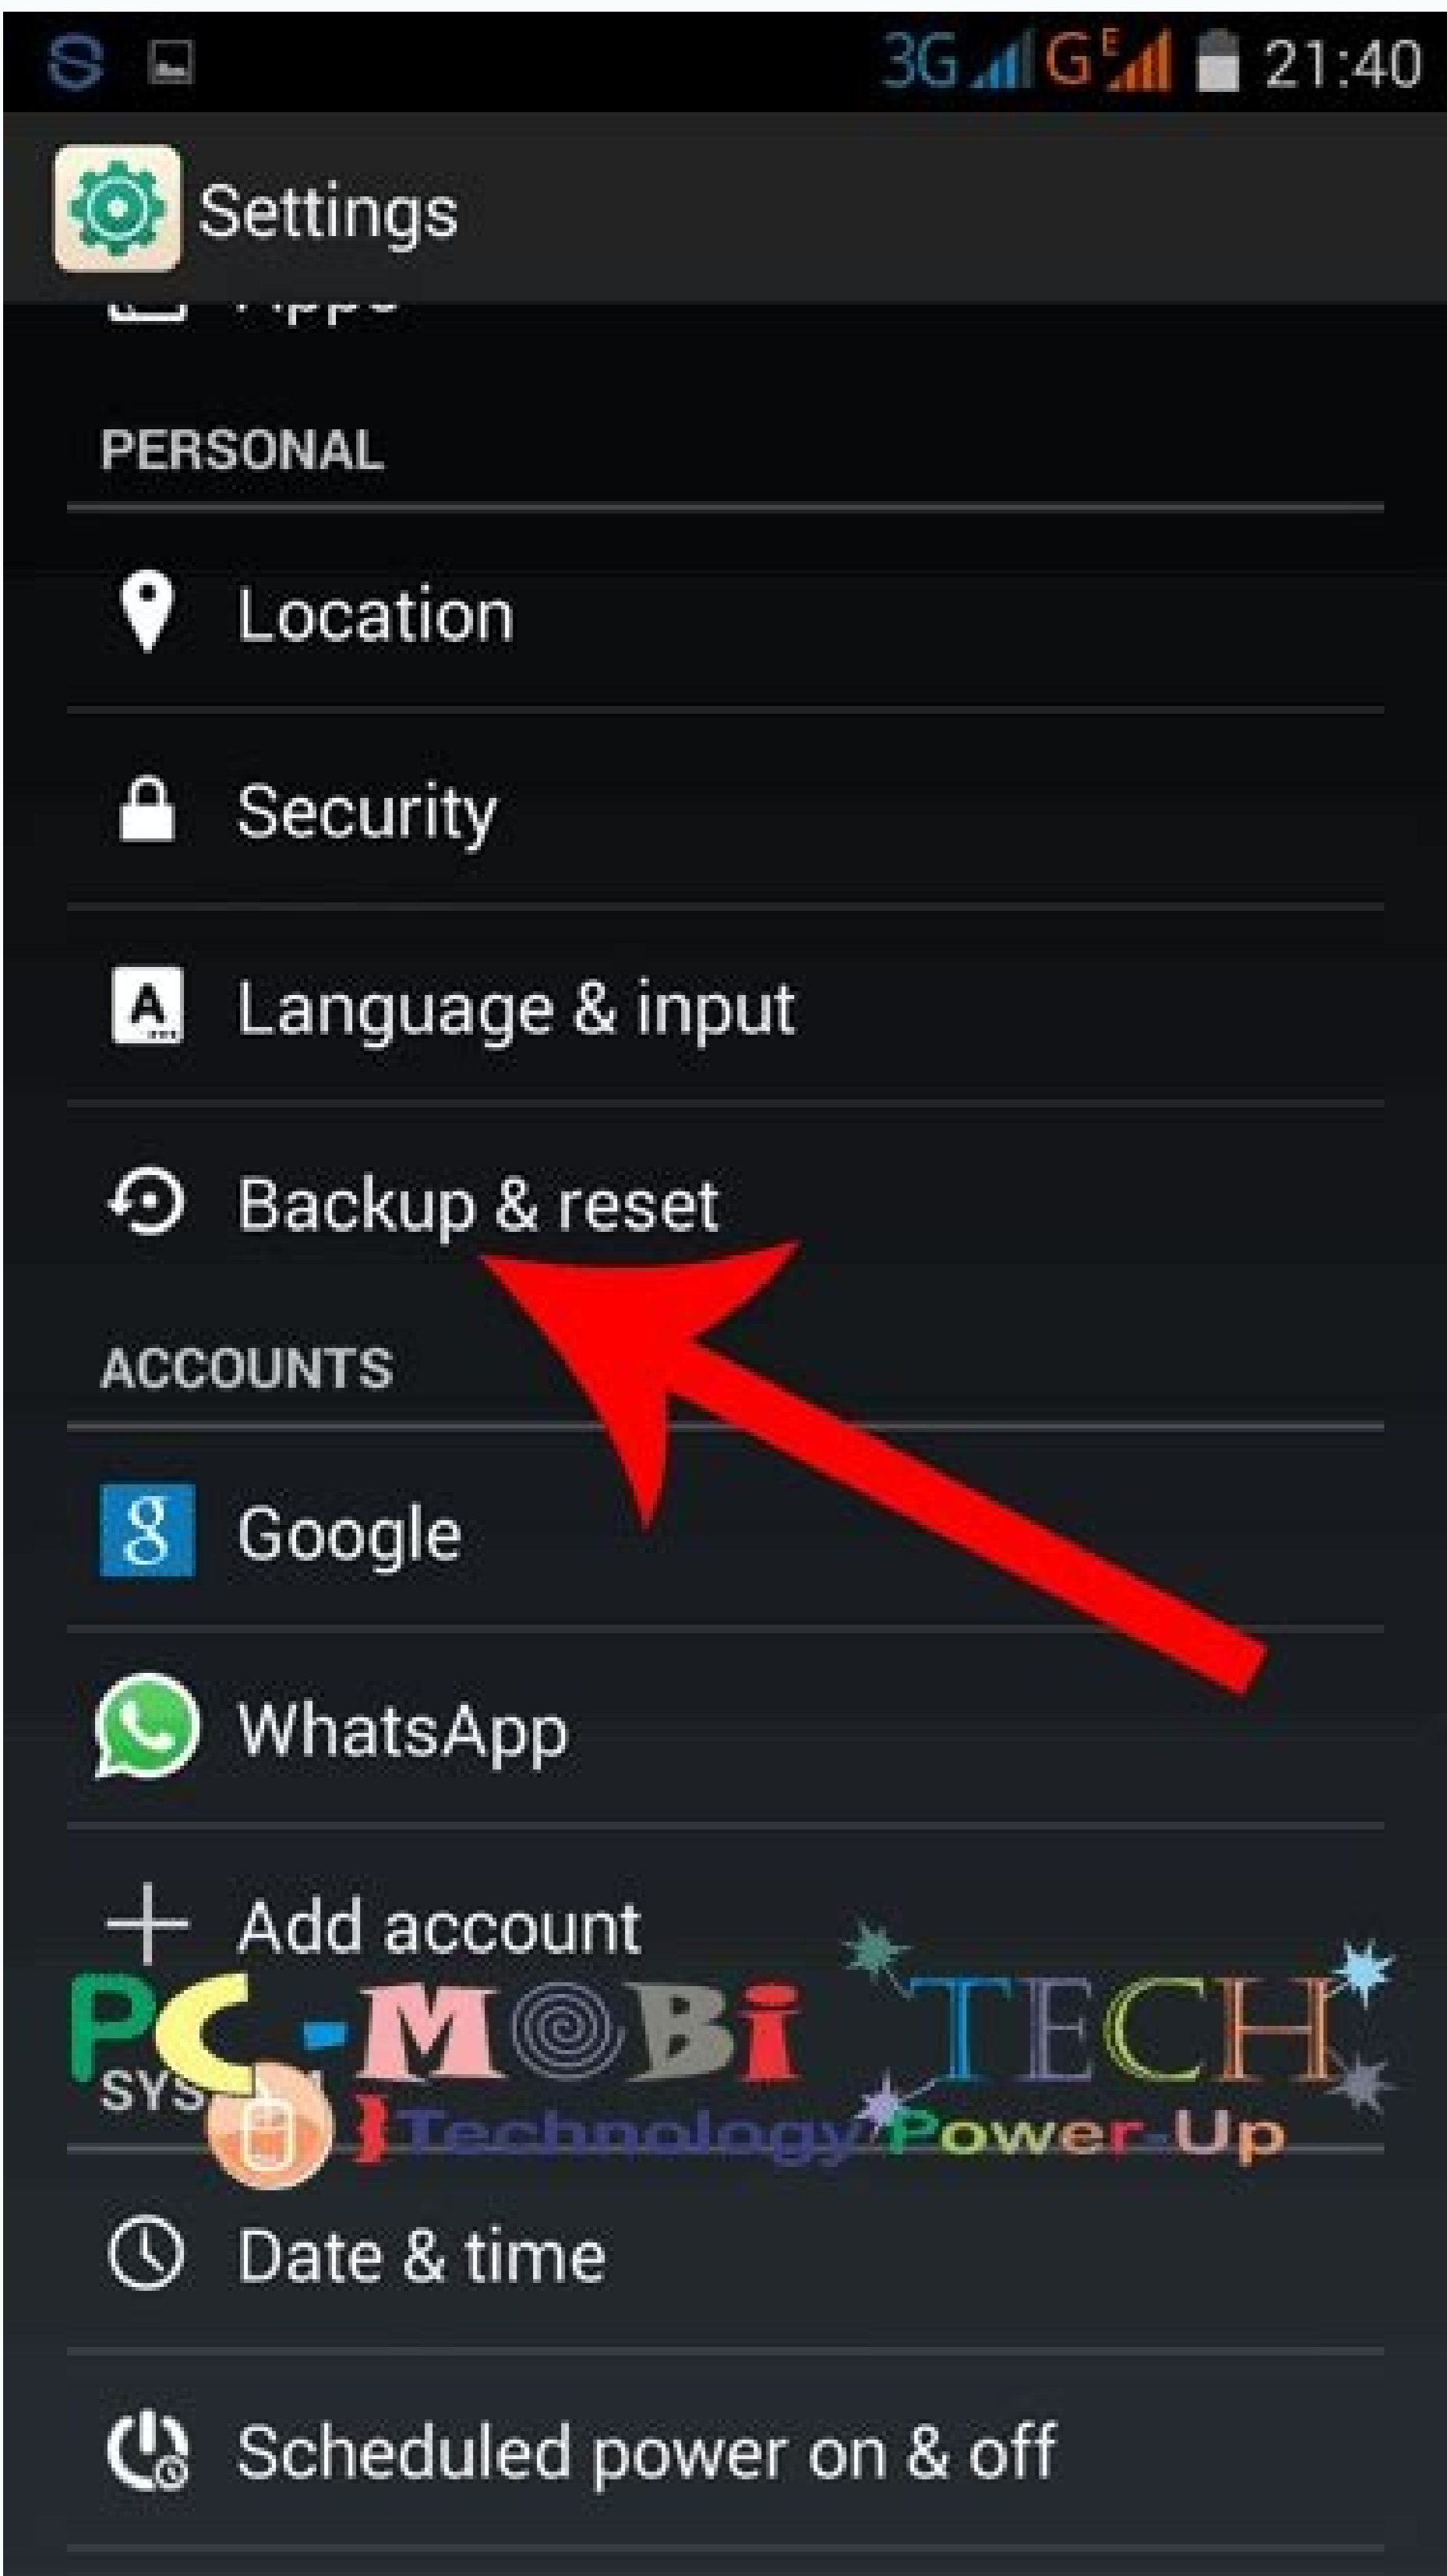 3G G E 21:40
Settings
Apps
PERSONAL
Location
Security
A Language & input
Backup & reset
ACCOUNTS
g Google
WhatsApp
Add account
PC-MOBi TECH
Technology Power-Up
Date & time
Scheduled power on & off